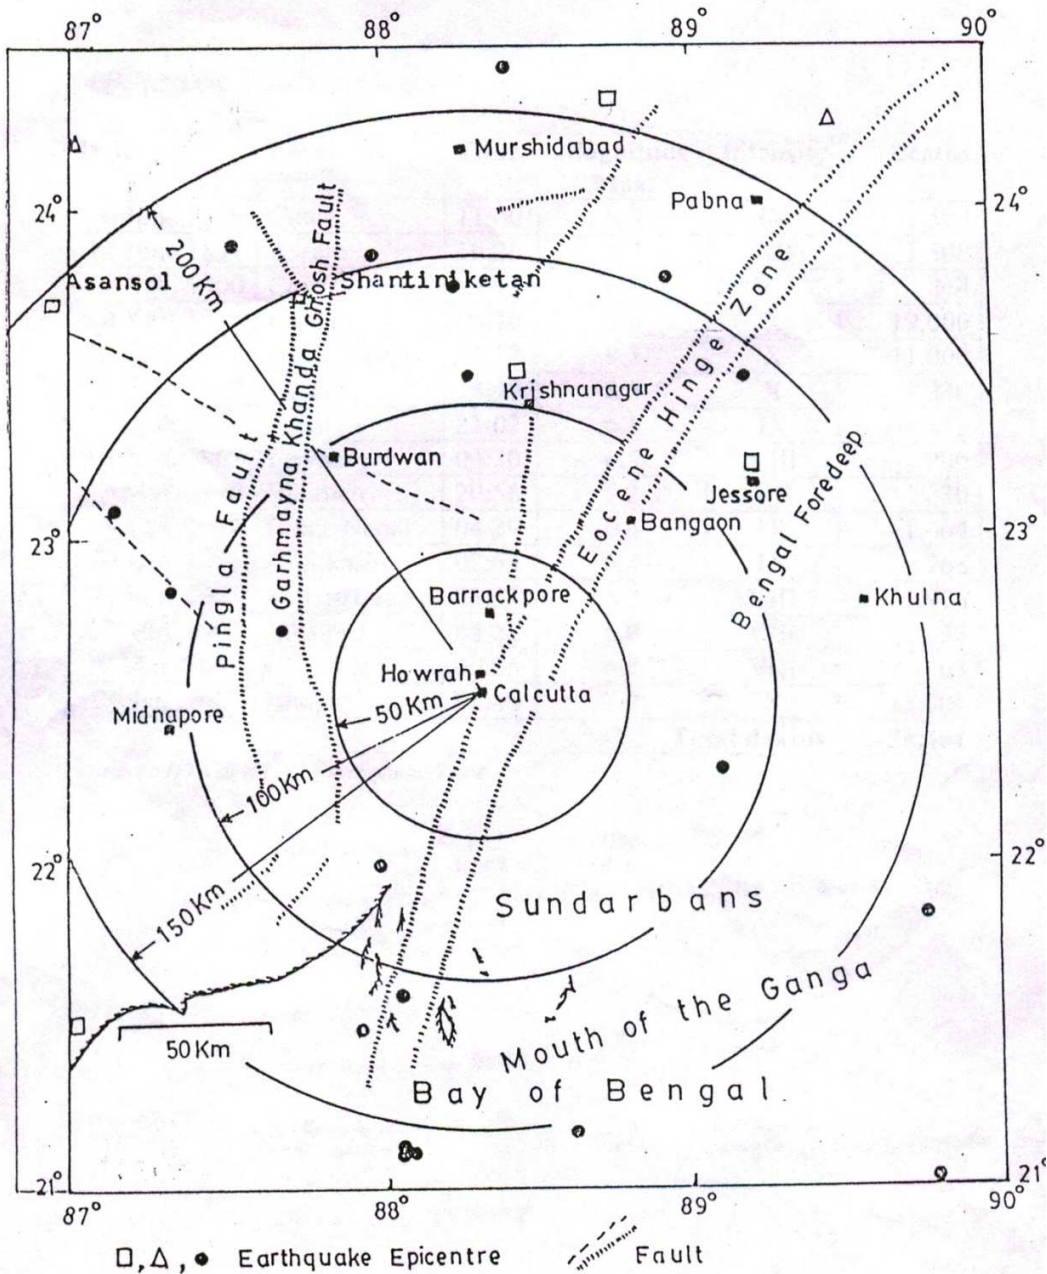 87° 88° 89° 90°
Murshidabad
Pabna
24° 24°
200 Km
Asansol
Shantiniketan
Garhmayna Khanda Ghosh Fault
Pingla Fault
Eocene Hinge Zone
Krishnanagar
Burdwan
Jessore
Bangaon
Bengal Foredeep
23° 23°
Barrackpore
Khulna
Howrah
Calcutta
50 Km
Midnapore
100 Km
22° 22°
150 Km
Sundarbans
50 Km
Mouth of the Ganga
Bay of Bengal
21° 21°
87° 88° 89° 90°
□, △, ● Earthquake Epicentre
Fault